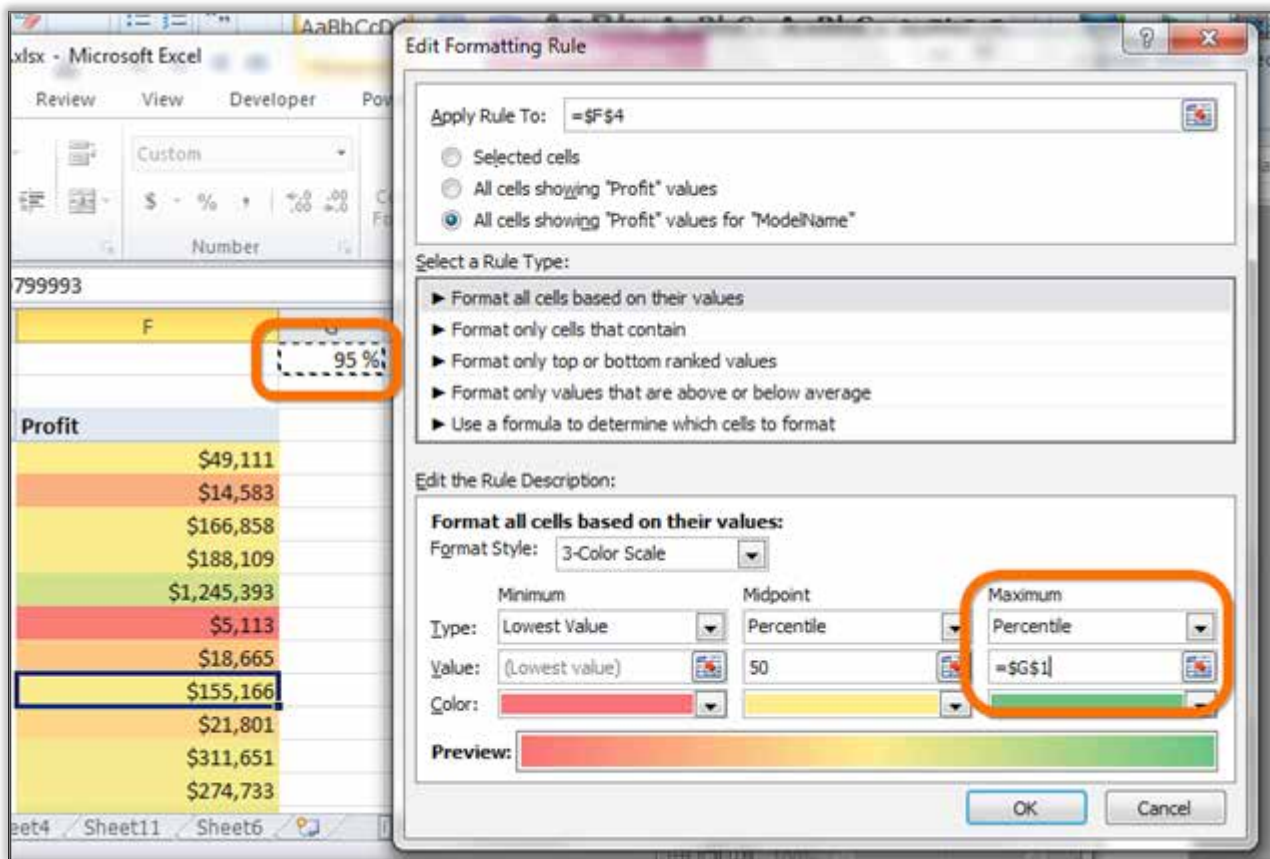 AaBbCcD
.xlsx - Microsoft Excel
Review View Developer Pow
Custom
$ % ,
Number
799993
F G
95 %
Profit
$49,111
$14,583
$166,858
$188,109
$1,245,393
$5,113
$18,665
$155,166
$21,801
$311,651
$274,733
eet4 Sheet11 Sheet6
Edit Formatting Rule
Apply Rule To: =$F$4
Selected cells
All cells showing "Profit" values
All cells showing "Profit" values for "ModelName"
Select a Rule Type:
► Format all cells based on their values
► Format only cells that contain
► Format only top or bottom ranked values
► Format only values that are above or below average
► Use a formula to determine which cells to format
Edit the Rule Description:
Format all cells based on their values:
Format Style: 3-Color Scale
Minimum Midpoint Maximum
Type: Lowest Value Percentile Percentile
Value: (Lowest value) 50 =$G$1
Color:
Preview:
OK Cancel